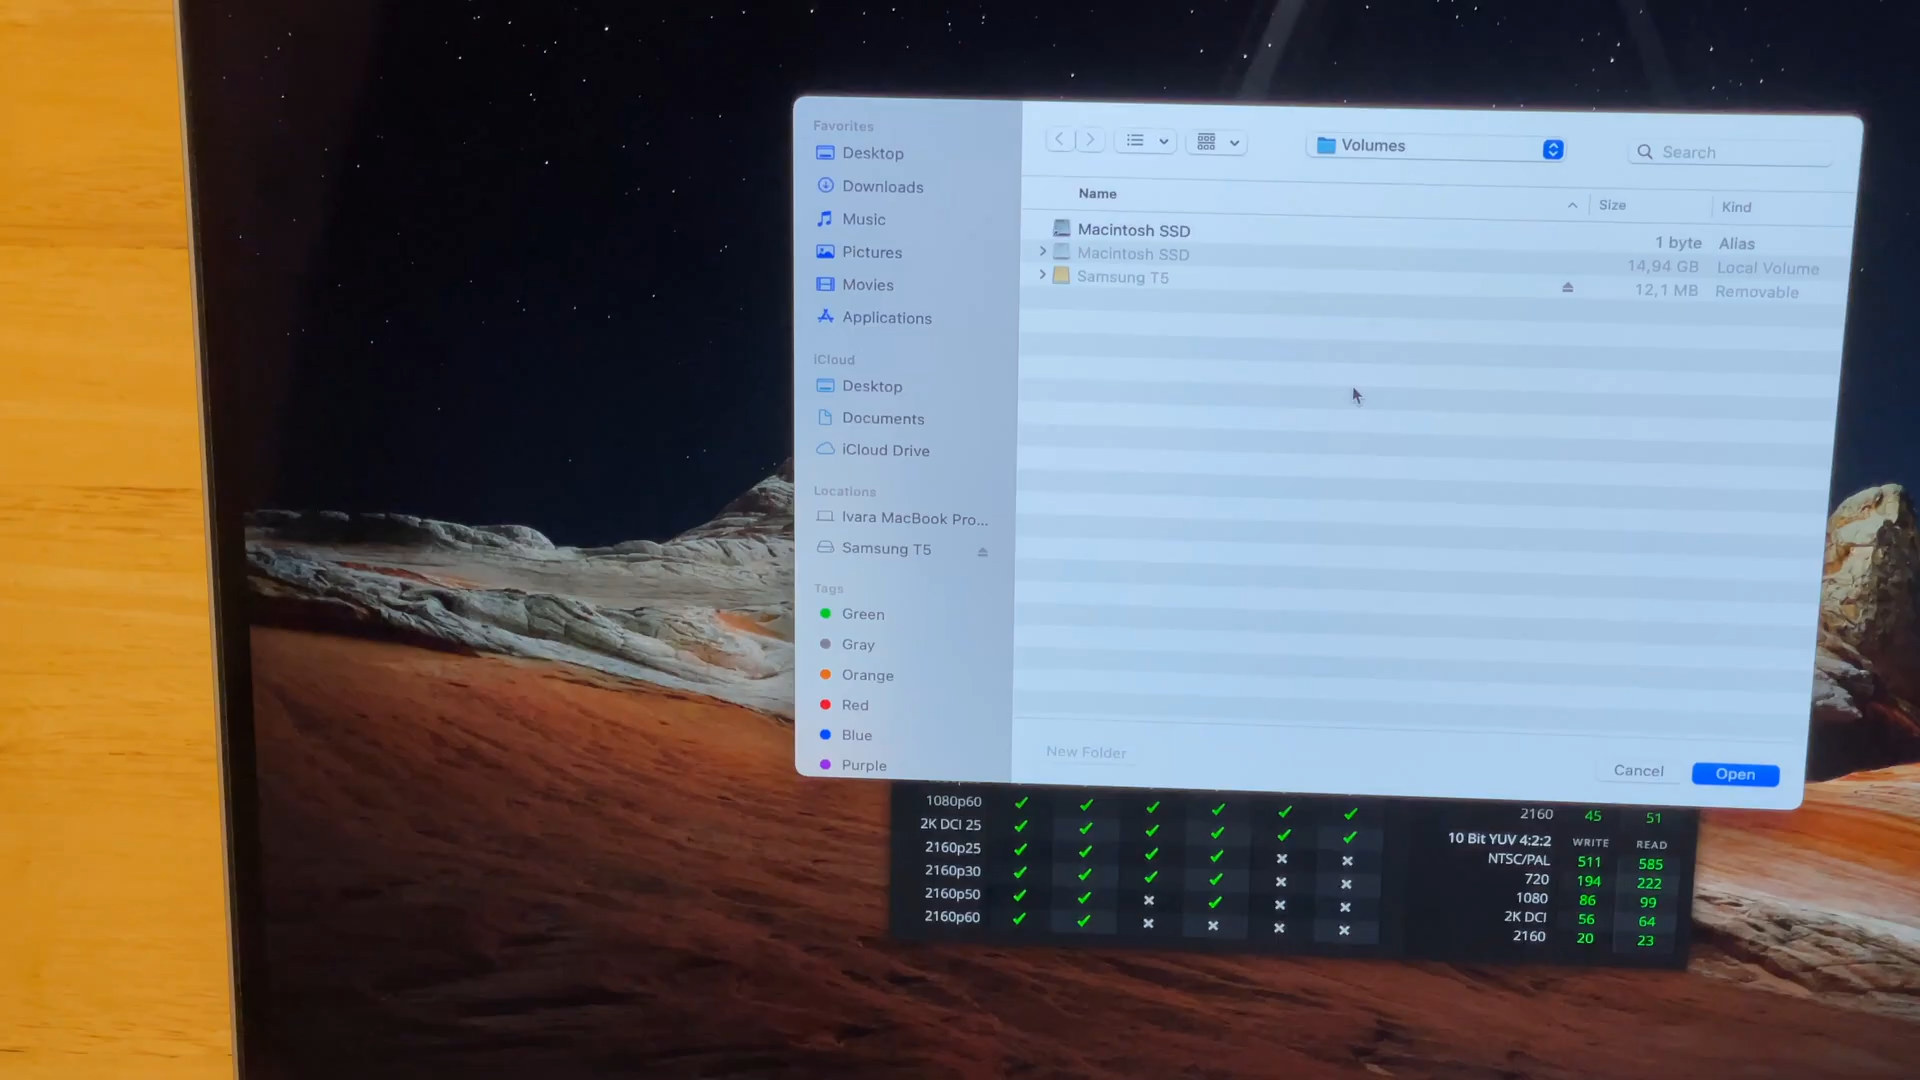 Favorites
Desktop
Downloads
Music
Pictures
Movies
Applications
iCloud
Desktop
Documents
iCloud Drive
Locations
Ivara MacBook Pro...
Samsung T5
Tags
Green
Gray
Orange
Red
Blue
Purple
Volumes
Search
Name Size Kind
Macintosh SSD 1 byte Alias
Macintosh SSD 14,94 GB Local Volume
Samsung T5 12,1 MB Removable
New Folder
Cancel Open
1080p60
2K DCI 25
2160p25
2160p30
2160p50
2160p60
2160 45 51
10 Bit YUV 4:2:2 WRITE READ
NTSC/PAL 511 585
720 194 222
1080 86 99
2K DCI 56 64
2160 20 23